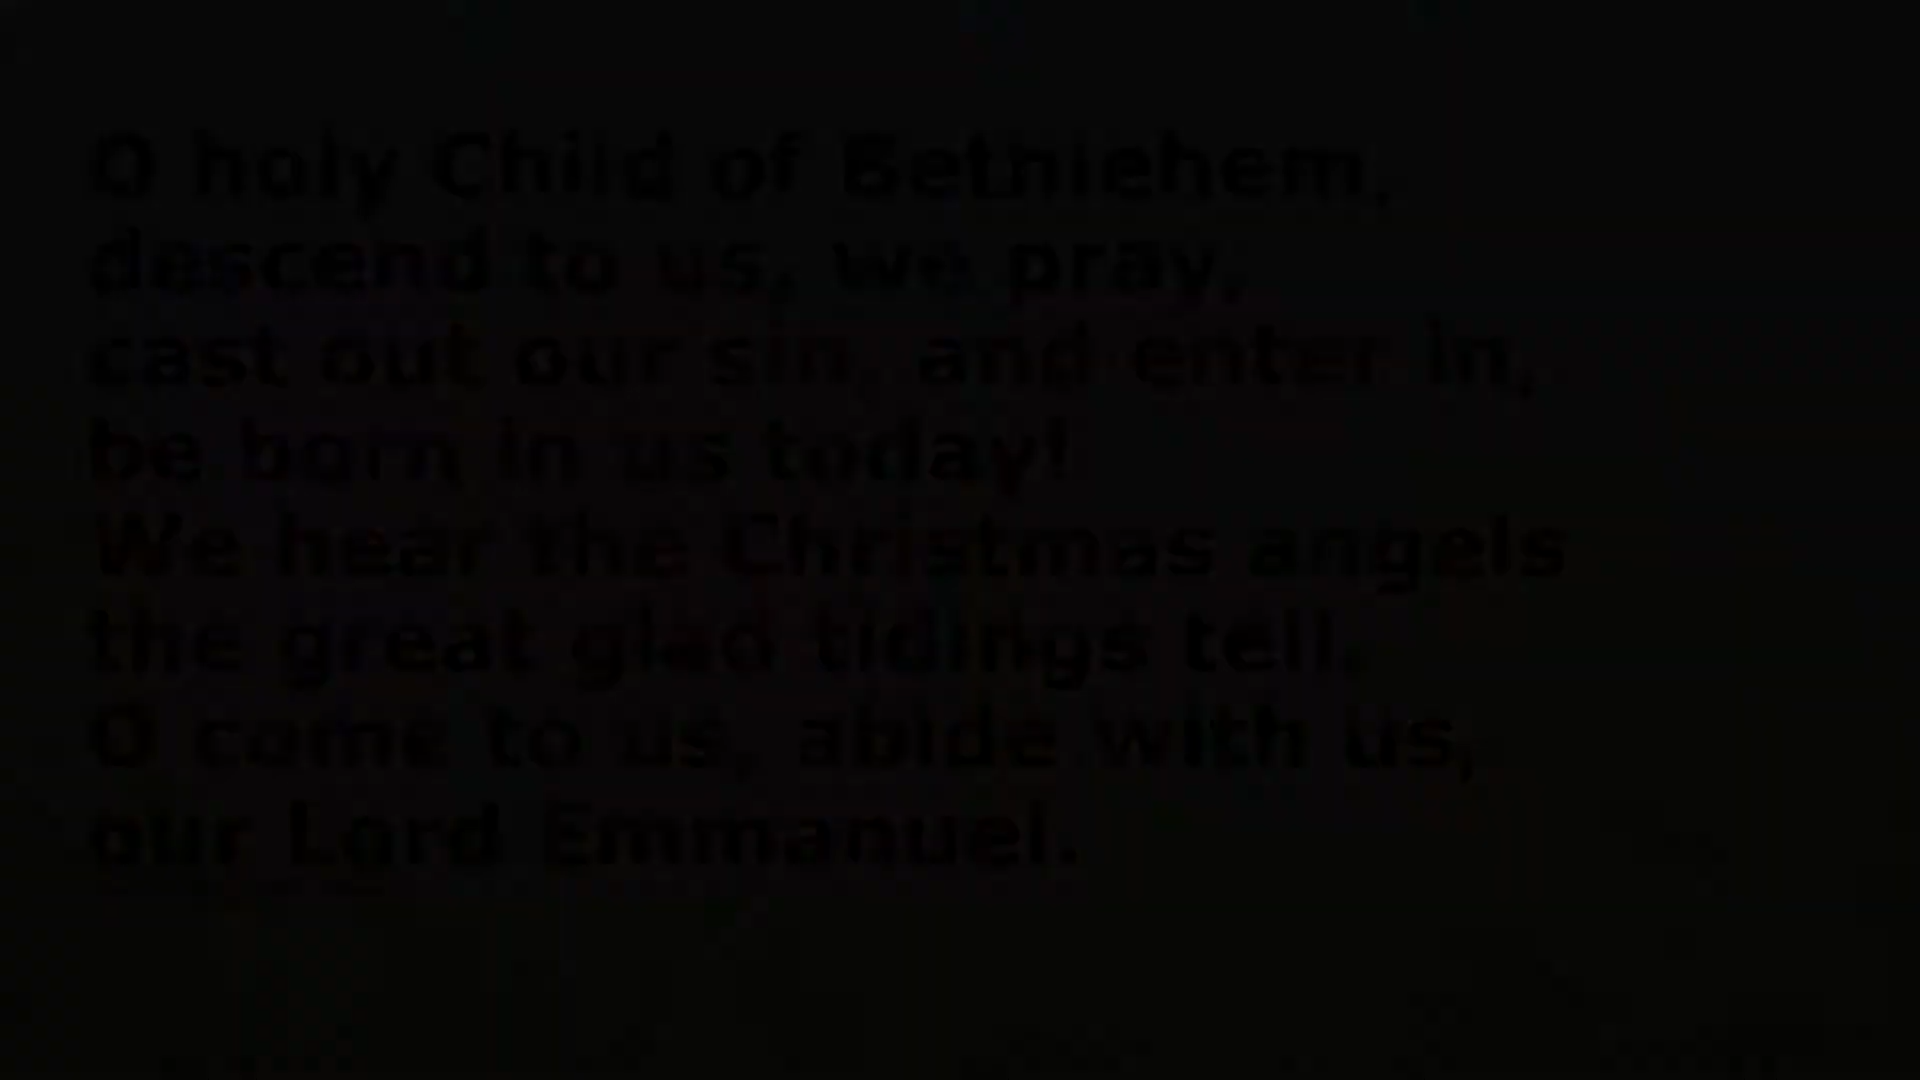 O holy Child of Bethlehem,
descend to us, we pray,
cast out our sin, and enter in,
be born in us today!
We hear the Christmas angels
the great glad tidings tell.
O come to us, abide with us,
our Lord Emmanuel.